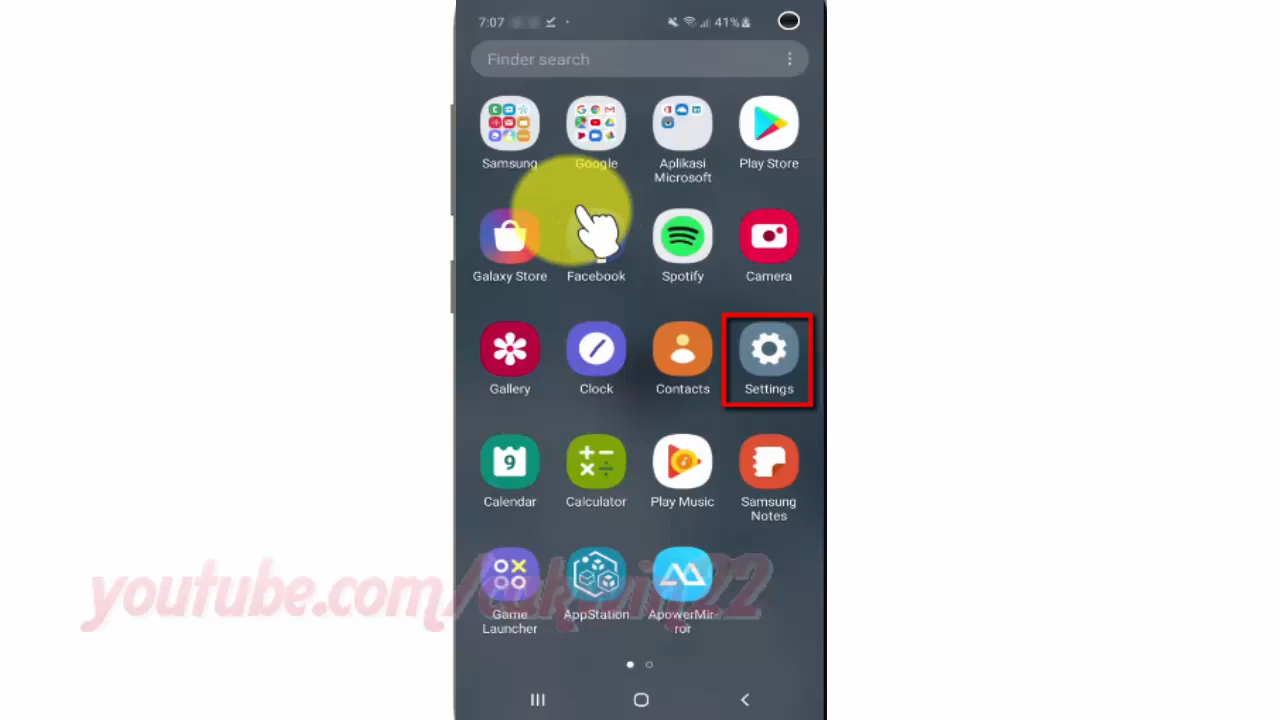 7:07
41%
Finder search
Samsung
Google
Aplikasi
Microsoft
Play Store
Galaxy Store
Facebook
Spotify
Camera
Gallery
Clock
Contacts
Settings
9
Calendar
Calculator
Play Music
Samsung
Notes
Game
Launcher
AppStation
ApowerMir-
ror
youtube.com/